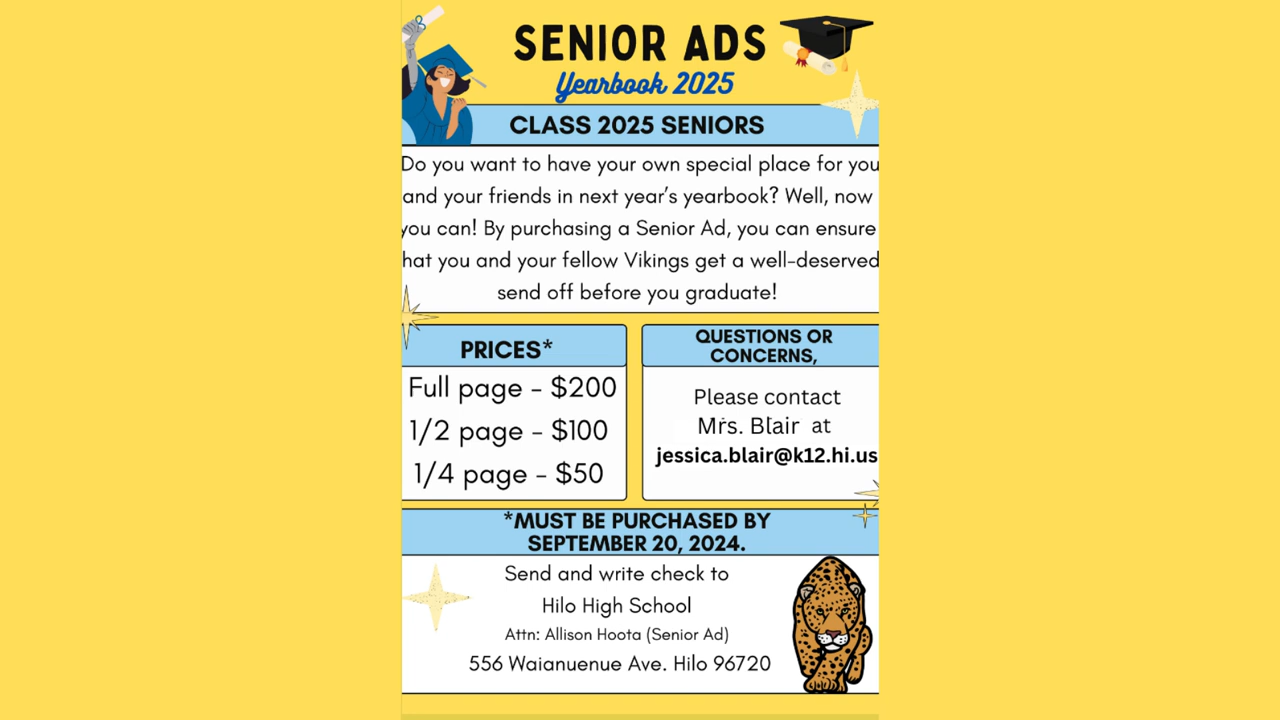 SENIOR ADS
Yearbook 2025
CLASS 2025 SENIORS
Do you want to have your own special place for you
and your friends in next year's yearbook? Well, now
you can! By purchasing a Senior Ad, you can ensure
hat you and your fellow Vikings get a well-deserved
send off before you graduate!
PRICES*
Full page - $200
1/2 page - $100
1/4 page - $50
QUESTIONS OR
CONCERNS,
Please contact
Mrs. Blair at
jessica.blair@k12.hi.us
*MUST BE PURCHASED BY
SEPTEMBER 20, 2024.
Send and write check to
Hilo High School
Attn: Allison Hoota (Senior Ad)
556 Waianuenue Ave. Hilo 96720